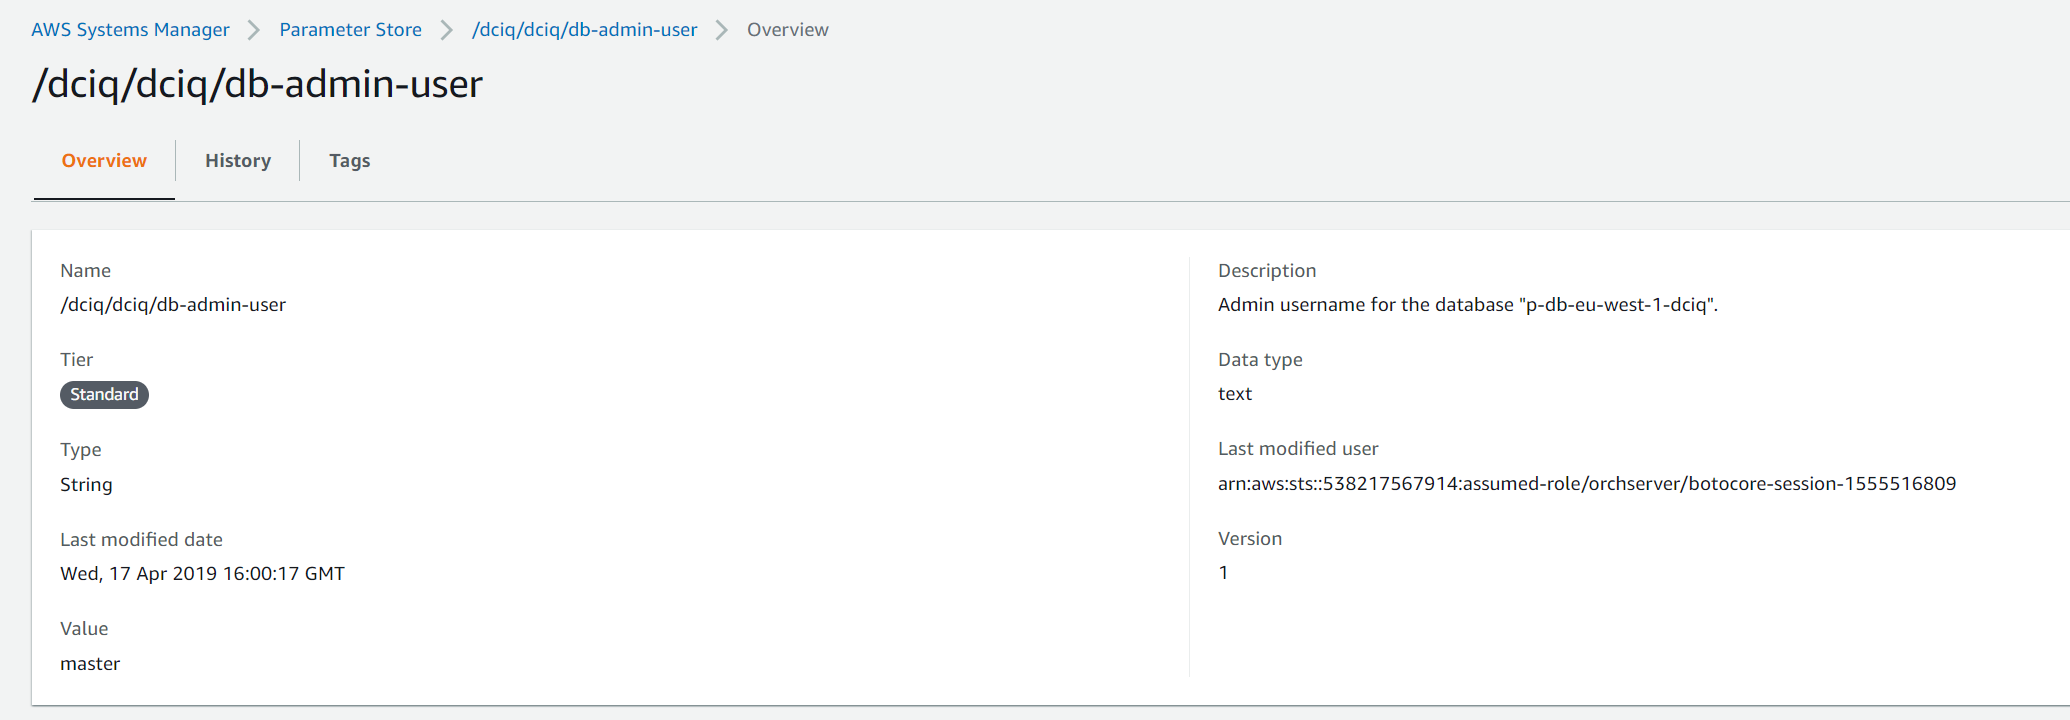 AWS Systems Manager > Parameter Store > /dciq/dciq/db-admin-user > Overview
/dciq/dciq/db-admin-user
Overview History Tags
Name
/dciq/dciq/db-admin-user
Tier
Standard
Type
String
Last modified date
Wed, 17 Apr 2019 16:00:17 GMT
Value
master
Description
Admin username for the database "p-db-eu-west-1-dciq".
Data type
text
Last modified user
arn:aws:sts::538217567914:assumed-role/orchserver/botocore-session-1555516809
Version
1